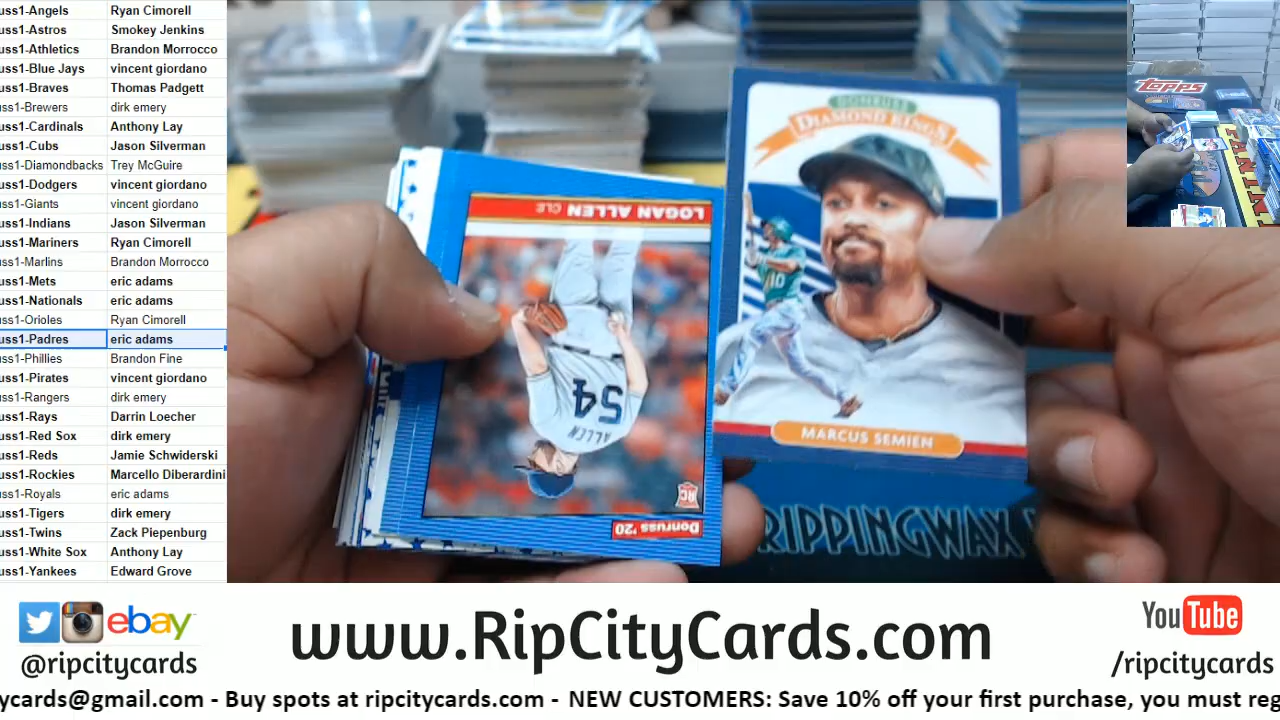 uss1-Angels Ryan Cimorell
uss1-Astros Smokey Jenkins
uss1-Athletics Brandon Morrocco
uss1-Blue Jays vincent giordano
uss1-Braves Thomas Padgett
uss1-Brewers dirk emery
uss1-Cardinals Anthony Lay
uss1-Cubs Jason Silverman
uss1-Diamondbacks Trey McGuire
uss1-Dodgers vincent giordano
uss1-Giants vincent giordano
uss1-Indians Jason Silverman
uss1-Mariners Ryan Cimorell
uss1-Marlins Brandon Morrocco
uss1-Mets eric adams
uss1-Nationals eric adams
uss1-Orioles Ryan Cimorell
uss1-Padres eric adams
uss1-Phillies Brandon Fine
uss1-Pirates vincent giordano
uss1-Rangers dirk emery
uss1-Rays Darrin Loecher
uss1-Red Sox dirk emery
uss1-Reds Jamie Schwiderski
uss1-Rockies Marcello Diberardini
uss1-Royals eric adams
uss1-Tigers dirk emery
uss1-Twins Zack Piepenburg
uss1-White Sox Anthony Lay
uss1-Yankees Edward Grove
LOGAN ALLEN CLE
54
ALLEN
RC
Donruss '20
DONRUSS
DIAMOND KINGS
10
MARCUS SEMIEN
RIPPINGWAX
Topps
PANINI
ebay
@ripcitycards
www.RipCityCards.com
YouTube
/ripcitycards
ycards@gmail.com - Buy spots at ripcitycards.com - NEW CUSTOMERS: Save 10% off your first purchase, you must reg